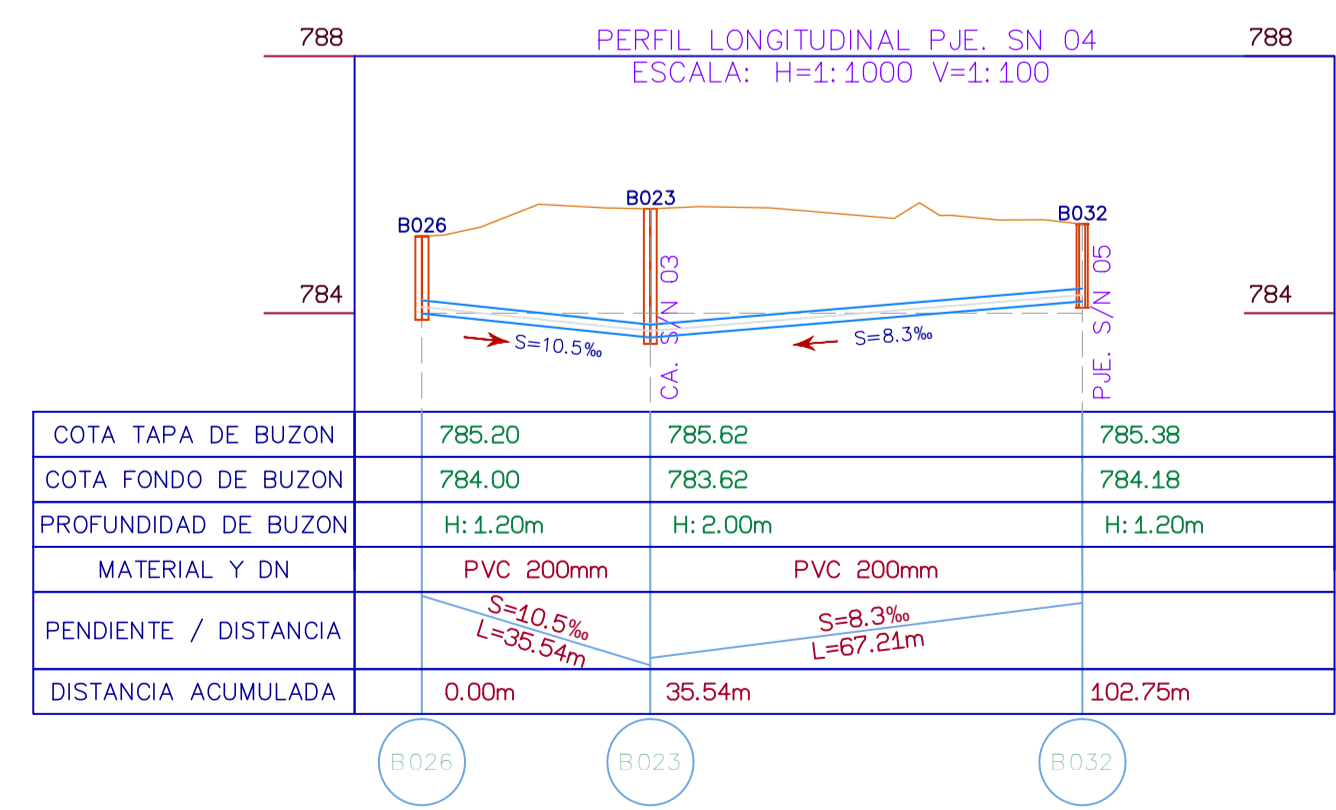 788
PERFIL LONGITUDINAL PJE. SN 04
788
ESCALA: H=1:1000 V=1:100
B026
B023
B032
784
784
CA. S/N 03
PJE. S/N 05
S=10.5‰
S=8.3‰
COTA TAPA DE BUZON 785.20 785.62 785.38
COTA FONDO DE BUZON 784.00 783.62 784.18
PROFUNDIDAD DE BUZON H:1.20m H:2.00m H:1.20m
MATERIAL Y DN PVC 200mm PVC 200mm
PENDIENTE / DISTANCIA
S=10.5‰
L=35.54m
S=8.3‰
L=67.21m
DISTANCIA ACUMULADA 0.00m 35.54m 102.75m
B026 B023 B032